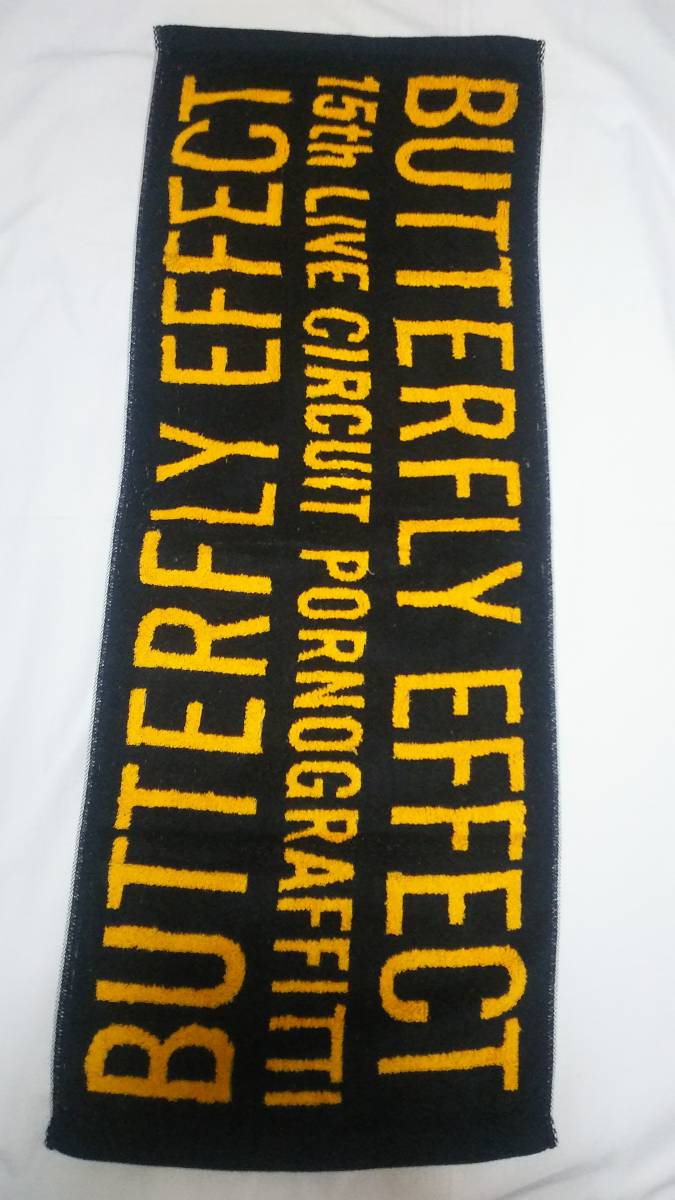 BUTTERFLY EFFECT
15th LIVE CIRCUIT PORNOGRAFFITTI
BUTTERFLY EFFECT